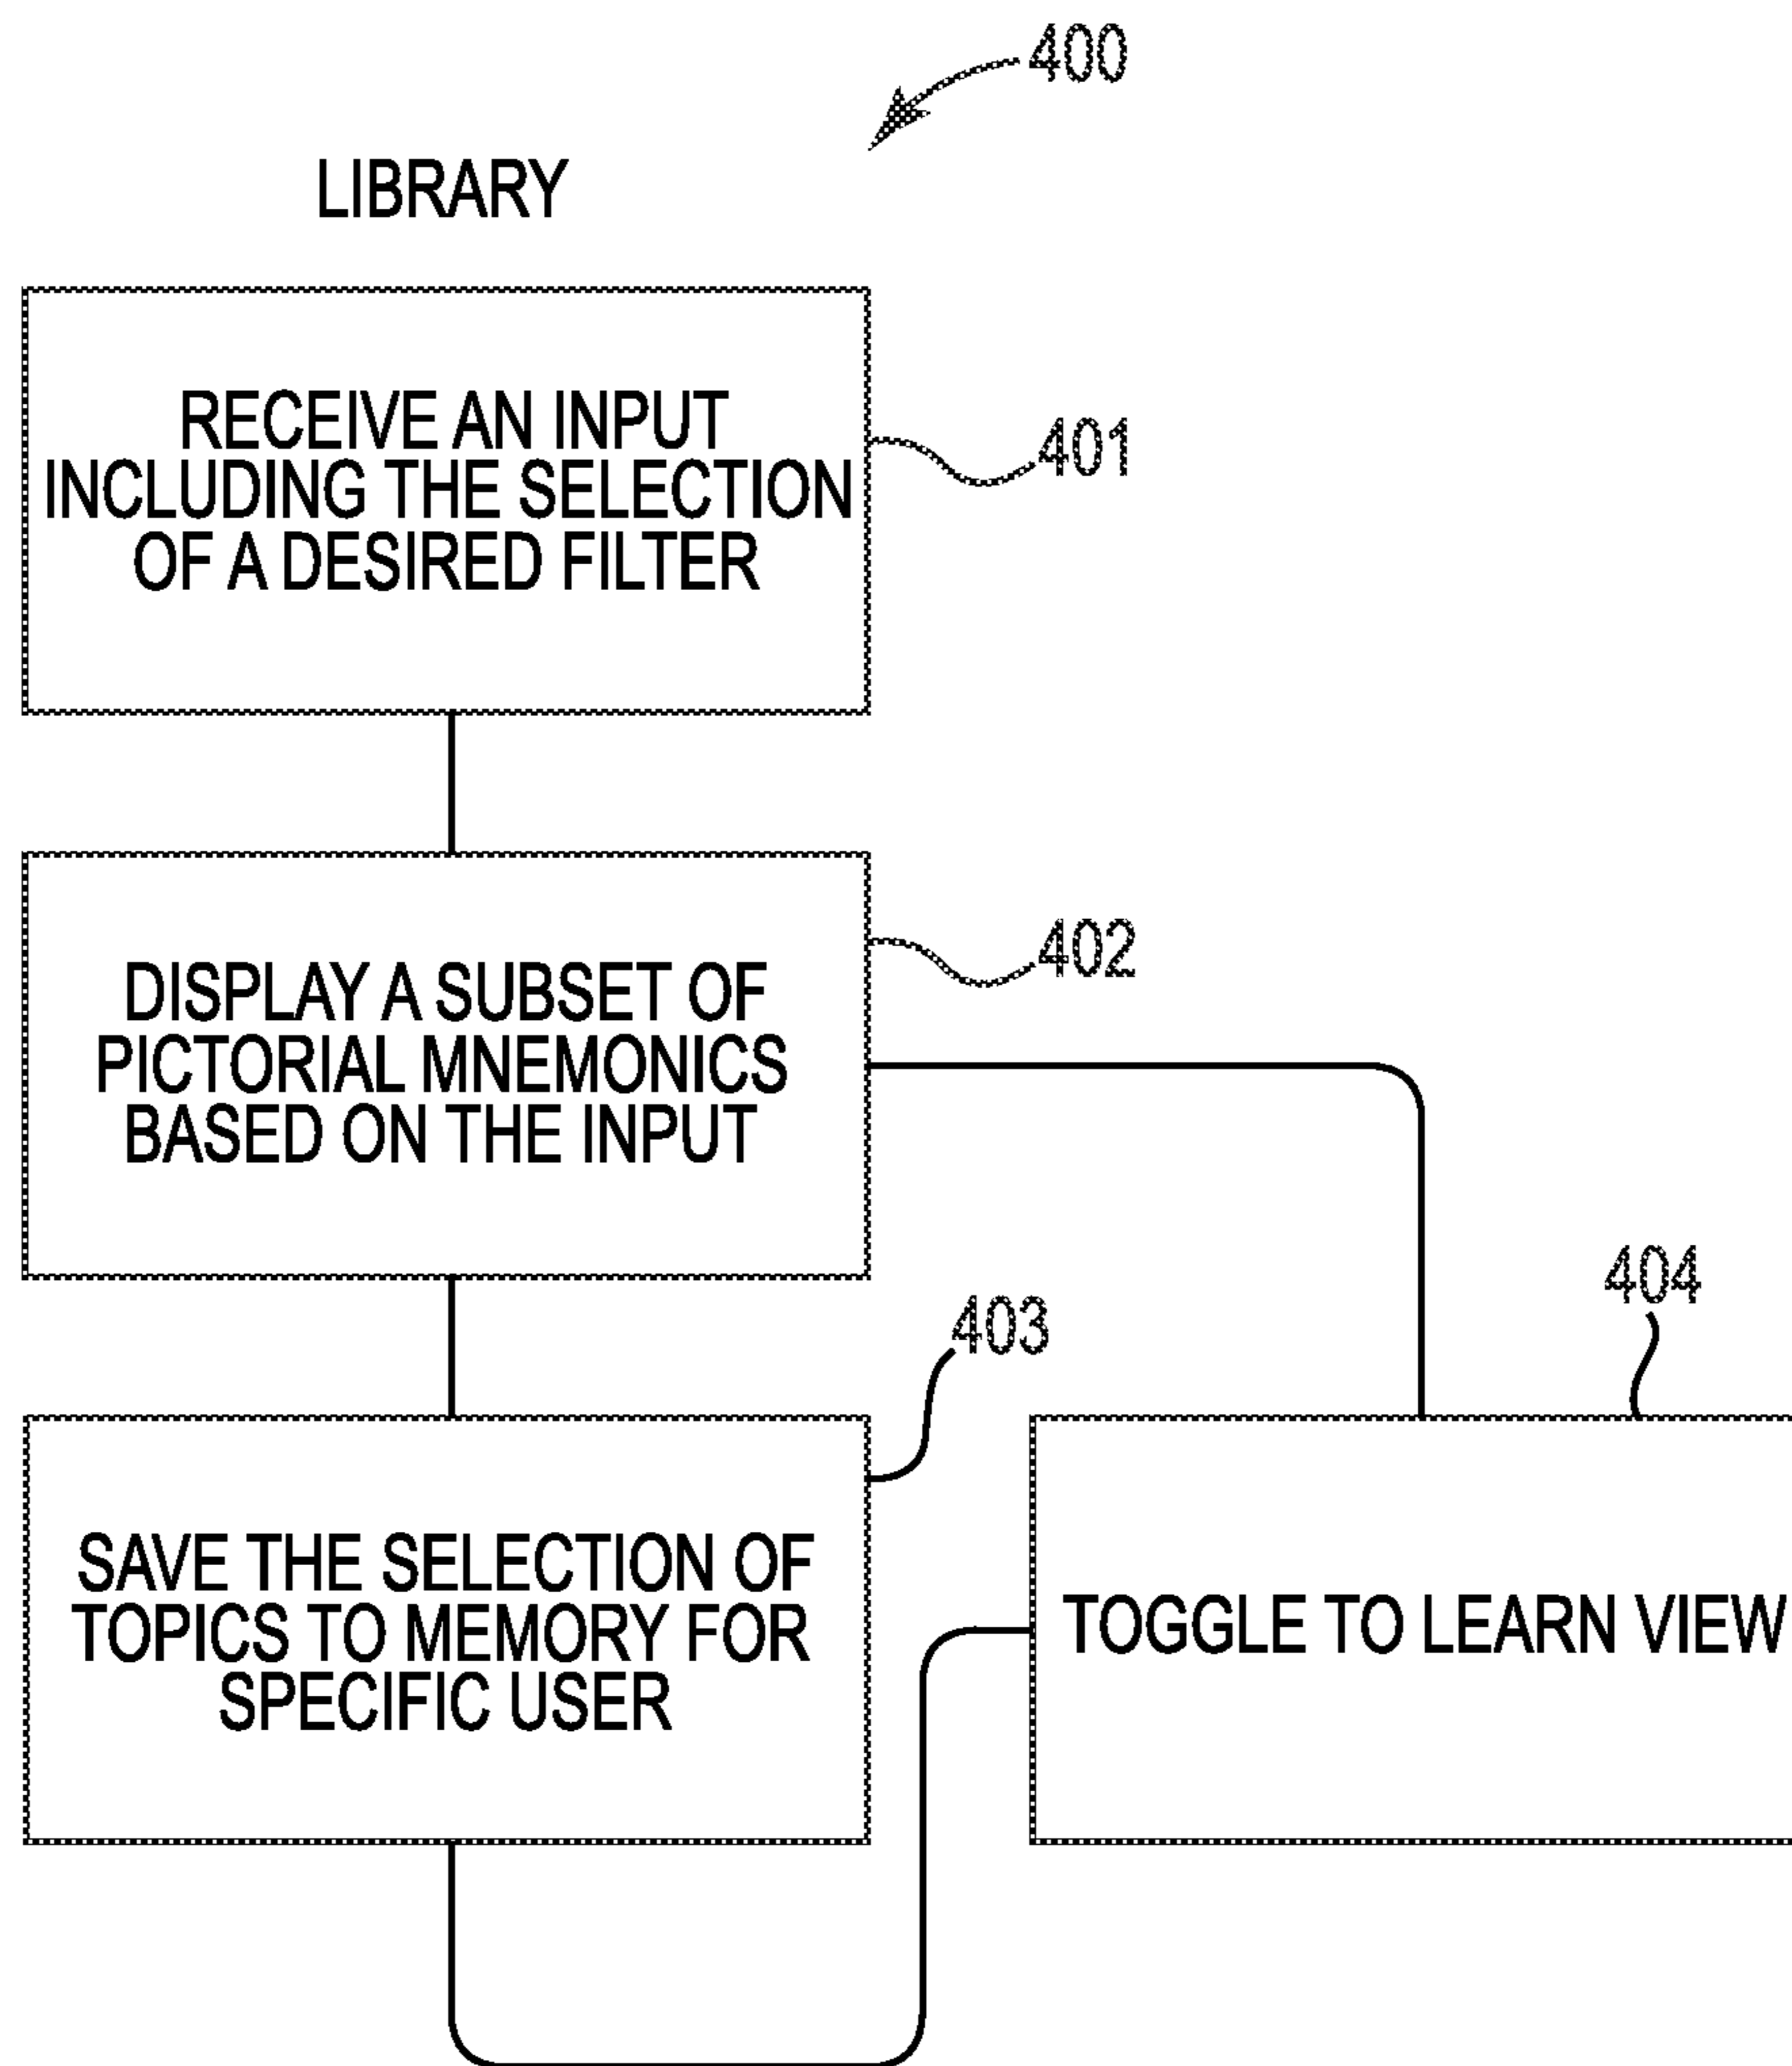 400
LIBRARY
RECEIVE AN INPUT
INCLUDING THE SELECTION
OF A DESIRED FILTER
401
DISPLAY A SUBSET OF
PICTORIAL MNEMONICS
BASED ON THE INPUT
402
403
SAVE THE SELECTION OF
TOPICS TO MEMORY FOR
SPECIFIC USER
404
TOGGLE TO LEARN VIEW